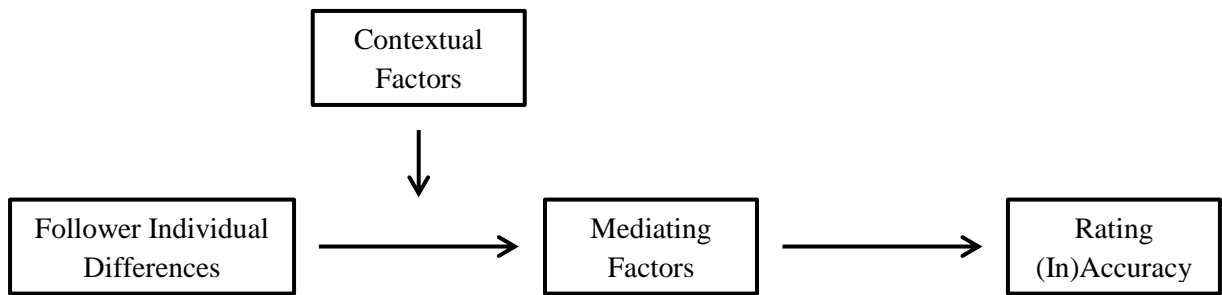 Contextual
Factors
Follower Individual
Differences
Mediating
Factors
Rating
(In)Accuracy